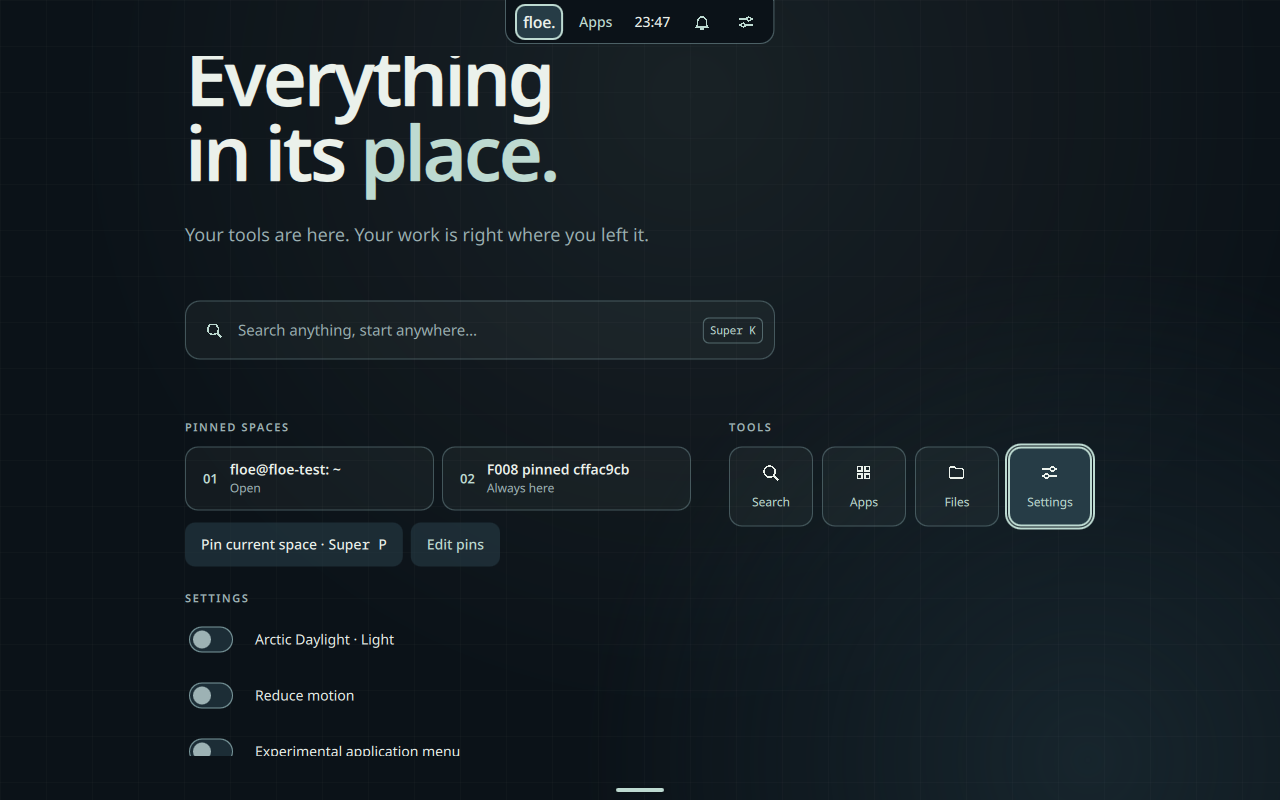 floe. Apps 23:47
Everything
in its place.
Your tools are here. Your work is right where you left it.
Search anything, start anywhere... Super K
PINNED SPACES
01 floe@floe-test: ~
Open
02 F008 pinned cffac9cb
Always here
Pin current space · Super P
Edit pins
TOOLS
Search
Apps
Files
Settings
SETTINGS
Arctic Daylight · Light
Reduce motion
Experimental application menu